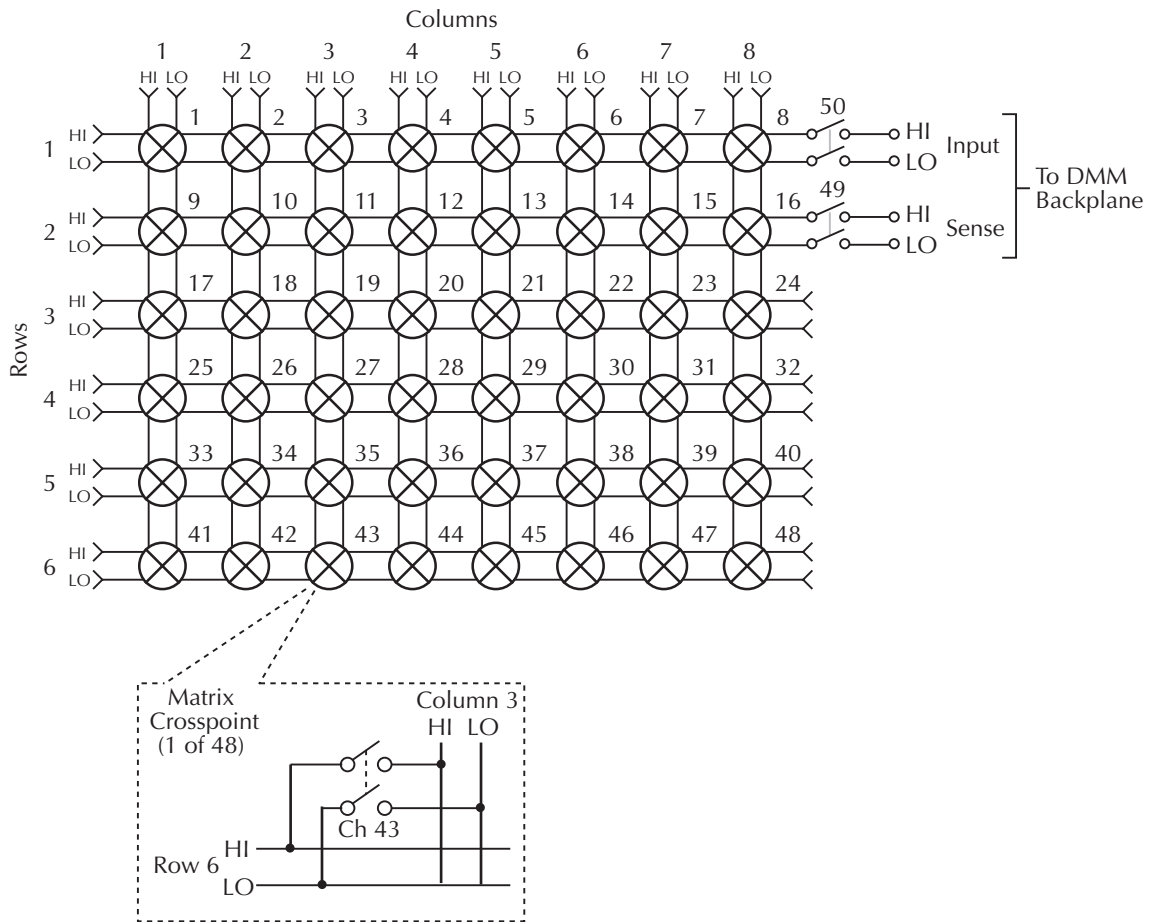 Columns
1 2 3 4 5 6 7 8
HI LO HI LO HI LO HI LO HI LO HI LO HI LO HI LO
Rows
1 HI 1 2 3 4 5 6 7 8 50 HI Input
LO LO
2 HI 9 10 11 12 13 14 15 16 49 HI Sense
LO LO
To DMM
Backplane
3 HI 17 18 19 20 21 22 23 24
LO
4 HI 25 26 27 28 29 30 31 32
LO
5 HI 33 34 35 36 37 38 39 40
LO
6 HI 41 42 43 44 45 46 47 48
LO
Matrix
Crosspoint
(1 of 48)
Column 3
HI LO
Ch 43
Row 6 HI
LO